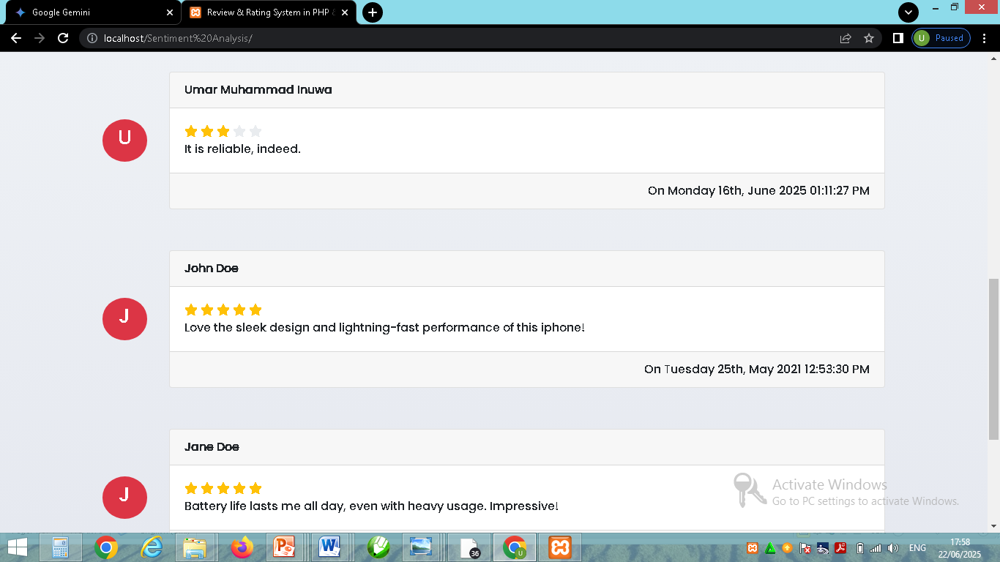 Google Gemini
Review & Rating System in PHP &
localhost/Sentiment%20Analysis/
U
Paused
Umar Muhammad Inuwa
U
It is reliable, indeed.
On Monday 16th, June 2025 01:11:27 PM
John Doe
J
Love the sleek design and lightning-fast performance of this iphone!
On Tuesday 25th, May 2021 12:53:30 PM
Jane Doe
J
Battery life lasts me all day, even with heavy usage. Impressive!
Activate Windows
Go to PC settings to activate Windows.
36
U
ENG
17:58
22/06/2025